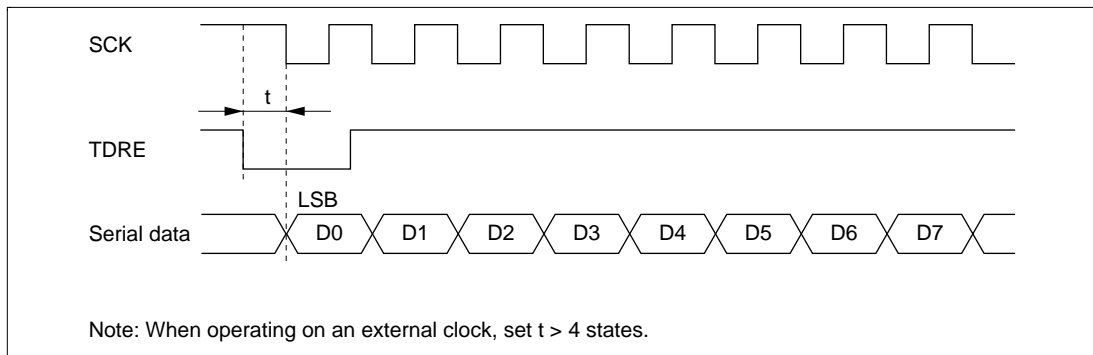 SCK
t
TDRE
LSB
Serial data D0 D1 D2 D3 D4 D5 D6 D7
Note: When operating on an external clock, set t > 4 states.